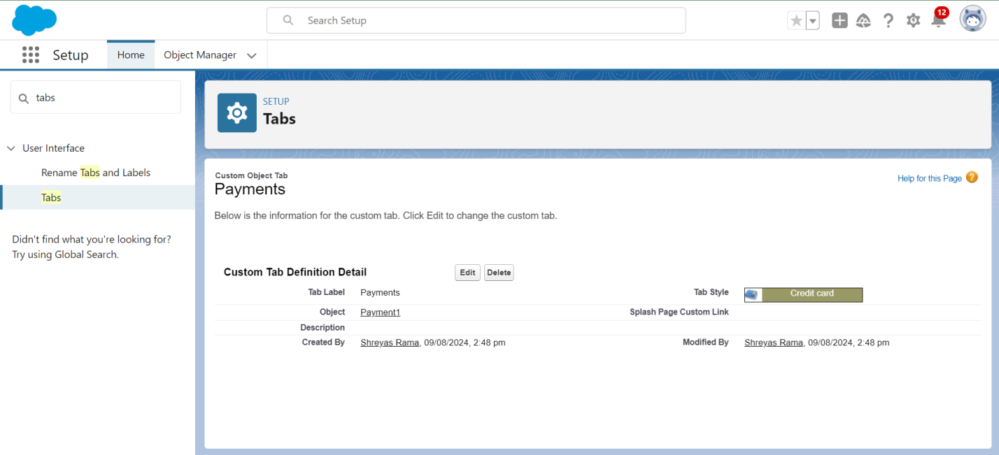 Search Setup
12
Setup
Home
Object Manager
tabs
User Interface
Rename Tabs and Labels
Tabs
Didn't find what you're looking for?
Try using Global Search.
SETUP
Tabs
Custom Object Tab
Payments
Help for this Page ?
Below is the information for the custom tab. Click Edit to change the custom tab.
Custom Tab Definition Detail Edit Delete
Tab Label Payments Tab Style Credit card
Object Payment1 Splash Page Custom Link
Description
Created By Shreyas Rama, 09/08/2024, 2:48 pm Modified By Shreyas Rama, 09/08/2024, 2:48 pm